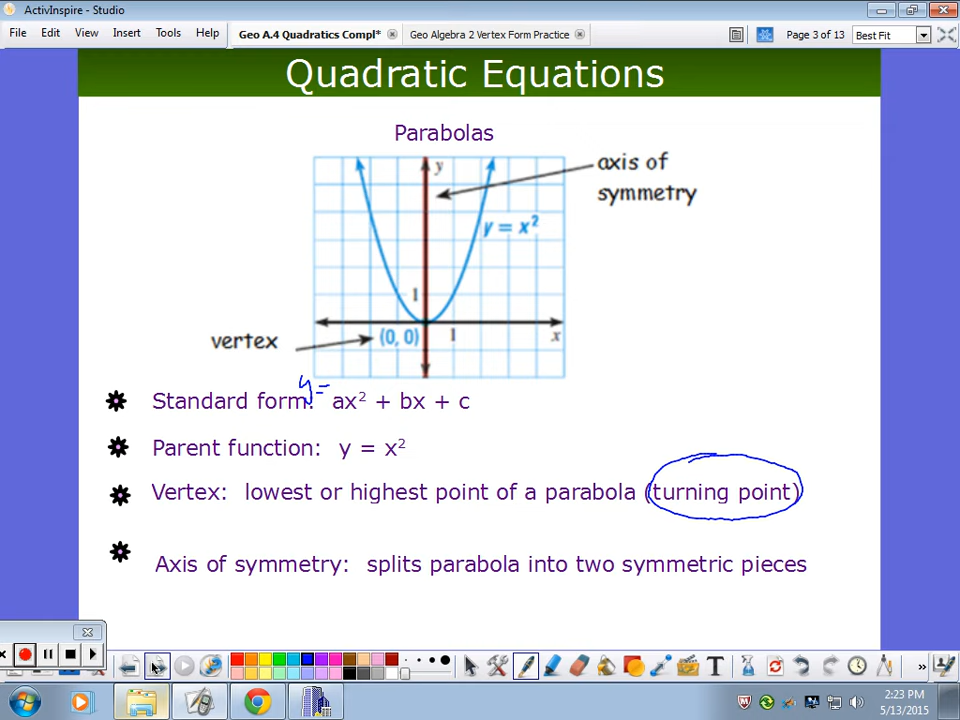 ActivInspire - Studio
File Edit View Insert Tools Help
Geo A.4 Quadratics Compl*
Geo Algebra 2 Vertex Form Practice
Page 3 of 13
Best Fit
Quadratic Equations
Parabolas
y
axis of
symmetry
y = x²
1
vertex
(0, 0)
1
x
y=
Standard form: ax² + bx + c
Parent function: y = x²
Vertex: lowest or highest point of a parabola (turning point)
Axis of symmetry: splits parabola into two symmetric pieces
T
»
2:23 PM
5/13/2015